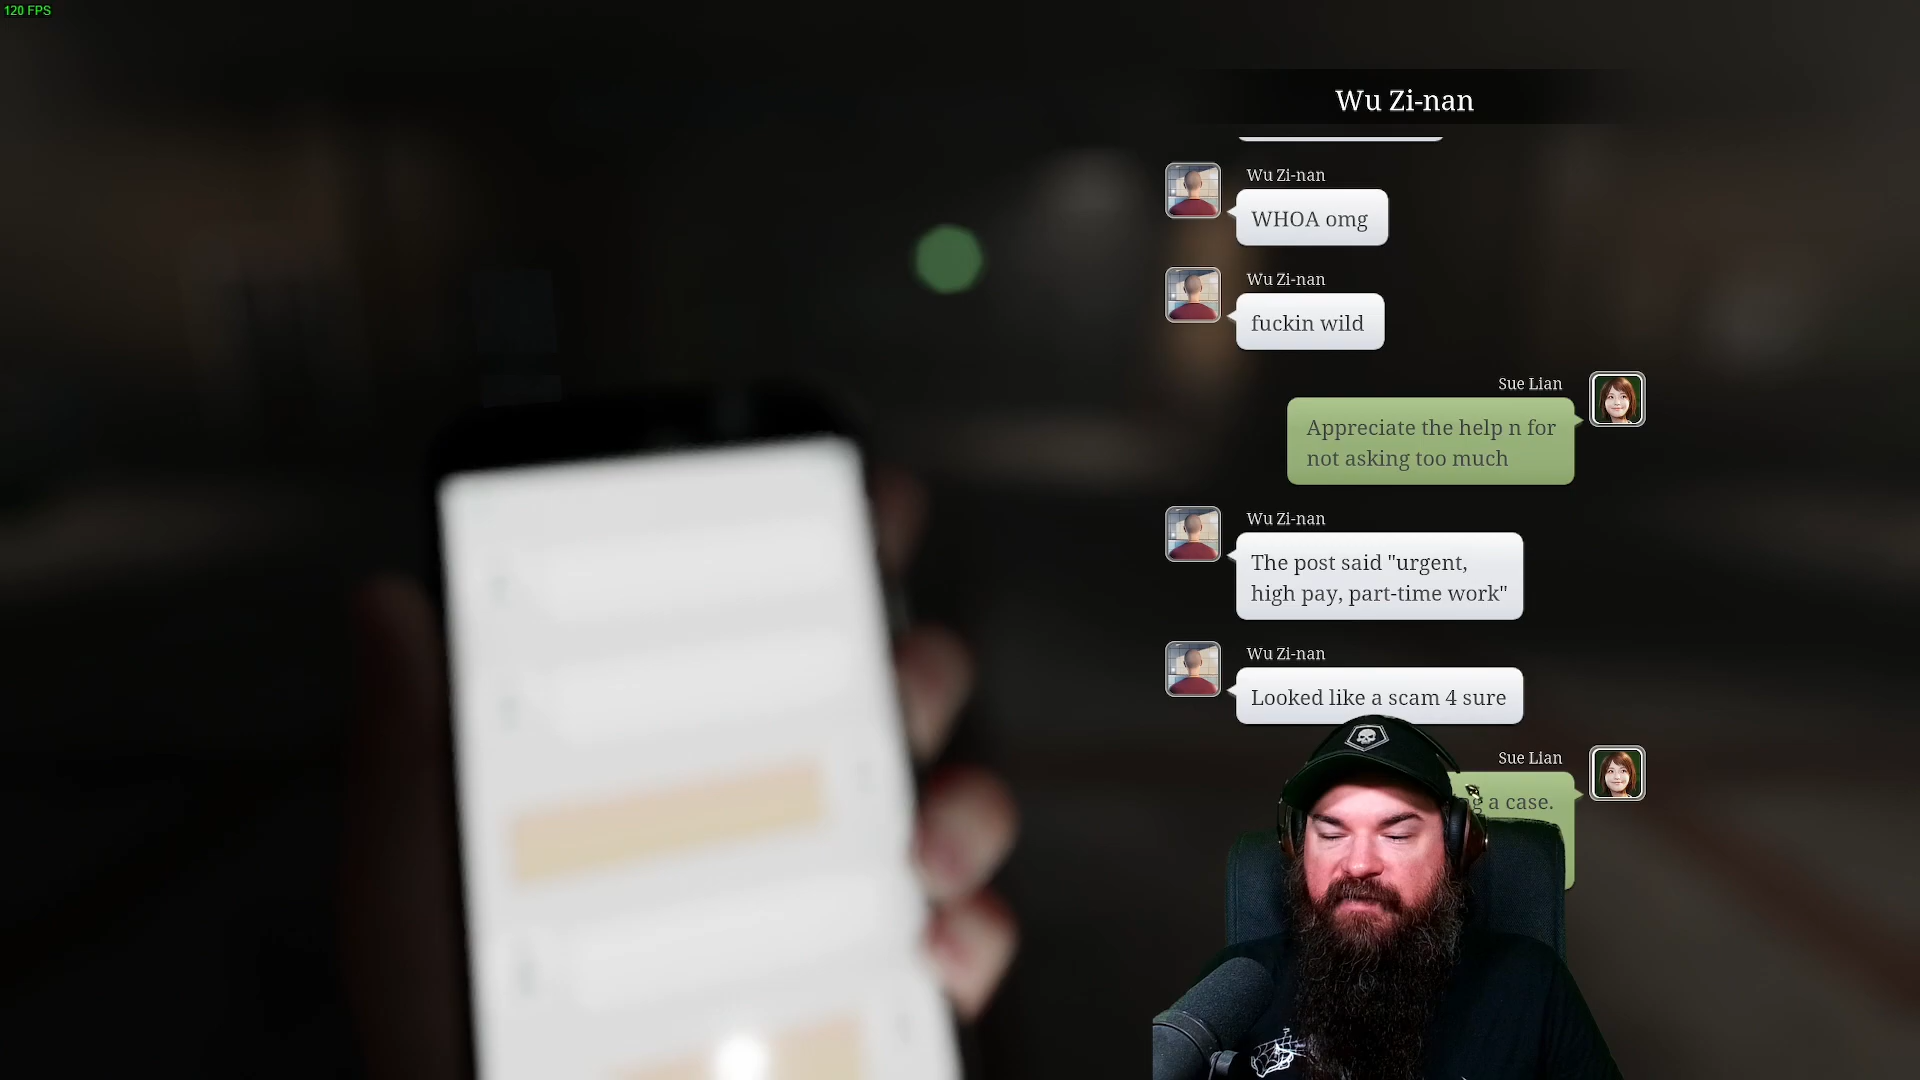 120 FPS
Wu Zi-nan
Wu Zi-nan
WHOA omg
Wu Zi-nan
fuckin wild
Sue Lian
Appreciate the help n for
not asking too much
Wu Zi-nan
The post said "urgent,
high pay, part-time work"
Wu Zi-nan
Looked like a scam 4 sure
Sue Lian
a case.